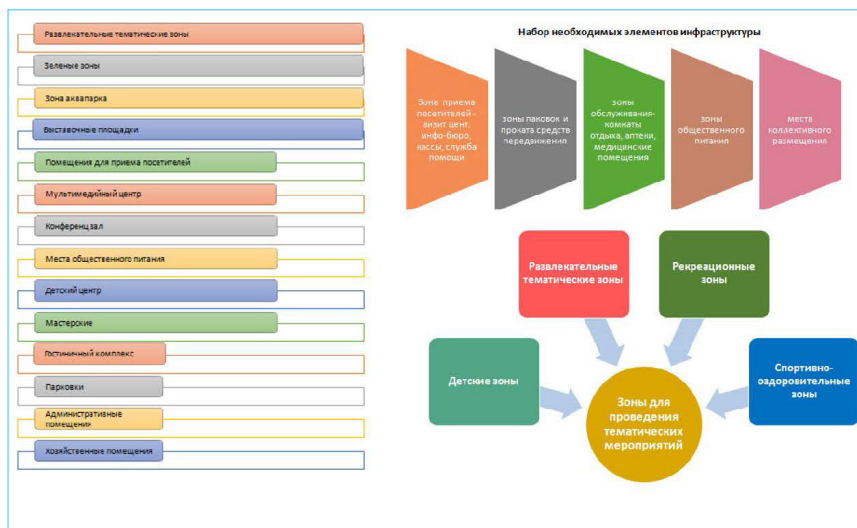 Развлекательные тематические зоны
Зеленые зоны
Зона аквапарка
Выставочные площадки
Помещения для приема посетителей
Мультимедийный центр
Конференц зал
Места общественного питания
Детский центр
Мастерские
Гостиничный комплекс
Парковки
Административные
помещения
Хозяйственные помещения
Набор необходимых элементов инфраструктуры
Зона приема
посетителей -
визит цент,
инфо-бюро,
кассы, служба
помощи
зоны паковок и
проката средств
передвижения
зоны
обслуживания-
комнаты
отдыха, аптеки,
медицинские
помещения
зоны
общественного
питания
места
коллективного
размещения
Развлекательные
тематические зоны
Рекреационные
зоны
Детские зоны
Спортивно-
оздоровительные
зоны
Зоны для
проведения
тематических
мероприятий